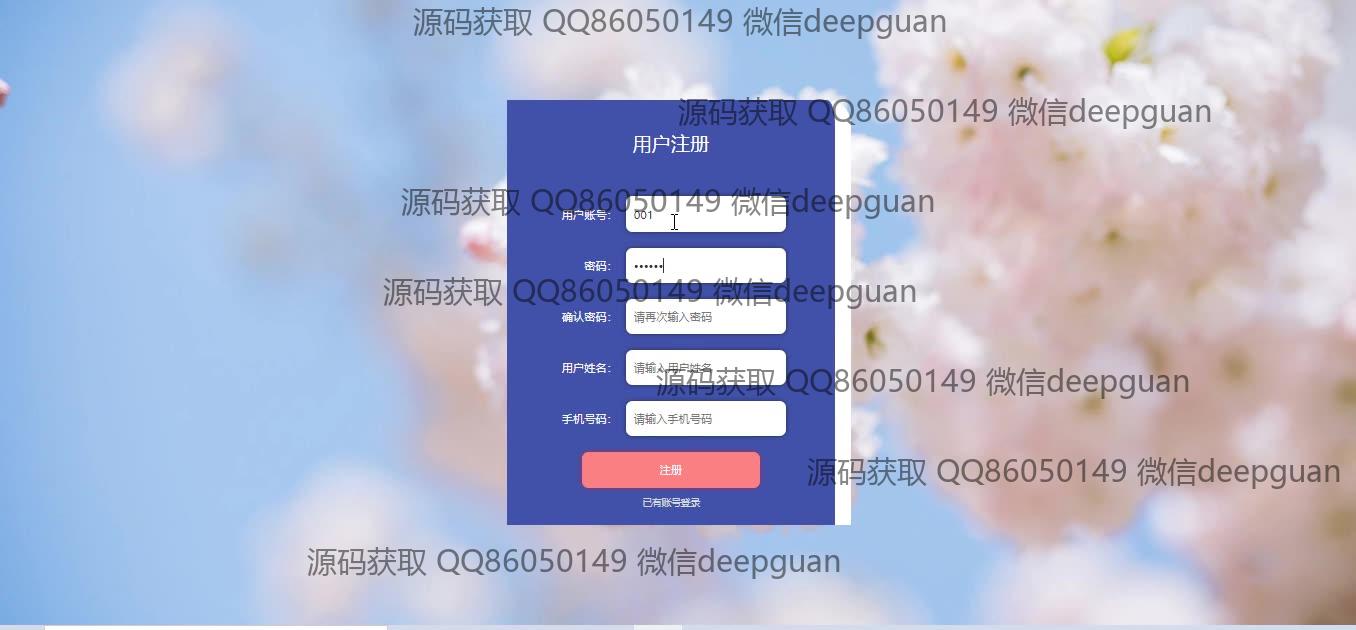 源码获取 QQ86050149 微信deepguan
源码获取 QQ86050149 微信deepguan
用户注册
源码获取 QQ86050149 微信deepguan
用户账号: 001
密码: ••••••
源码获取 QQ86050149 微信deepguan
确认密码: 请再次输入密码
用户姓名: 请输入用户姓名
源码获取 QQ86050149 微信deepguan
手机号码: 请输入手机号码
注册
源码获取 QQ86050149 微信deepguan
已有账号登录
源码获取 QQ86050149 微信deepguan